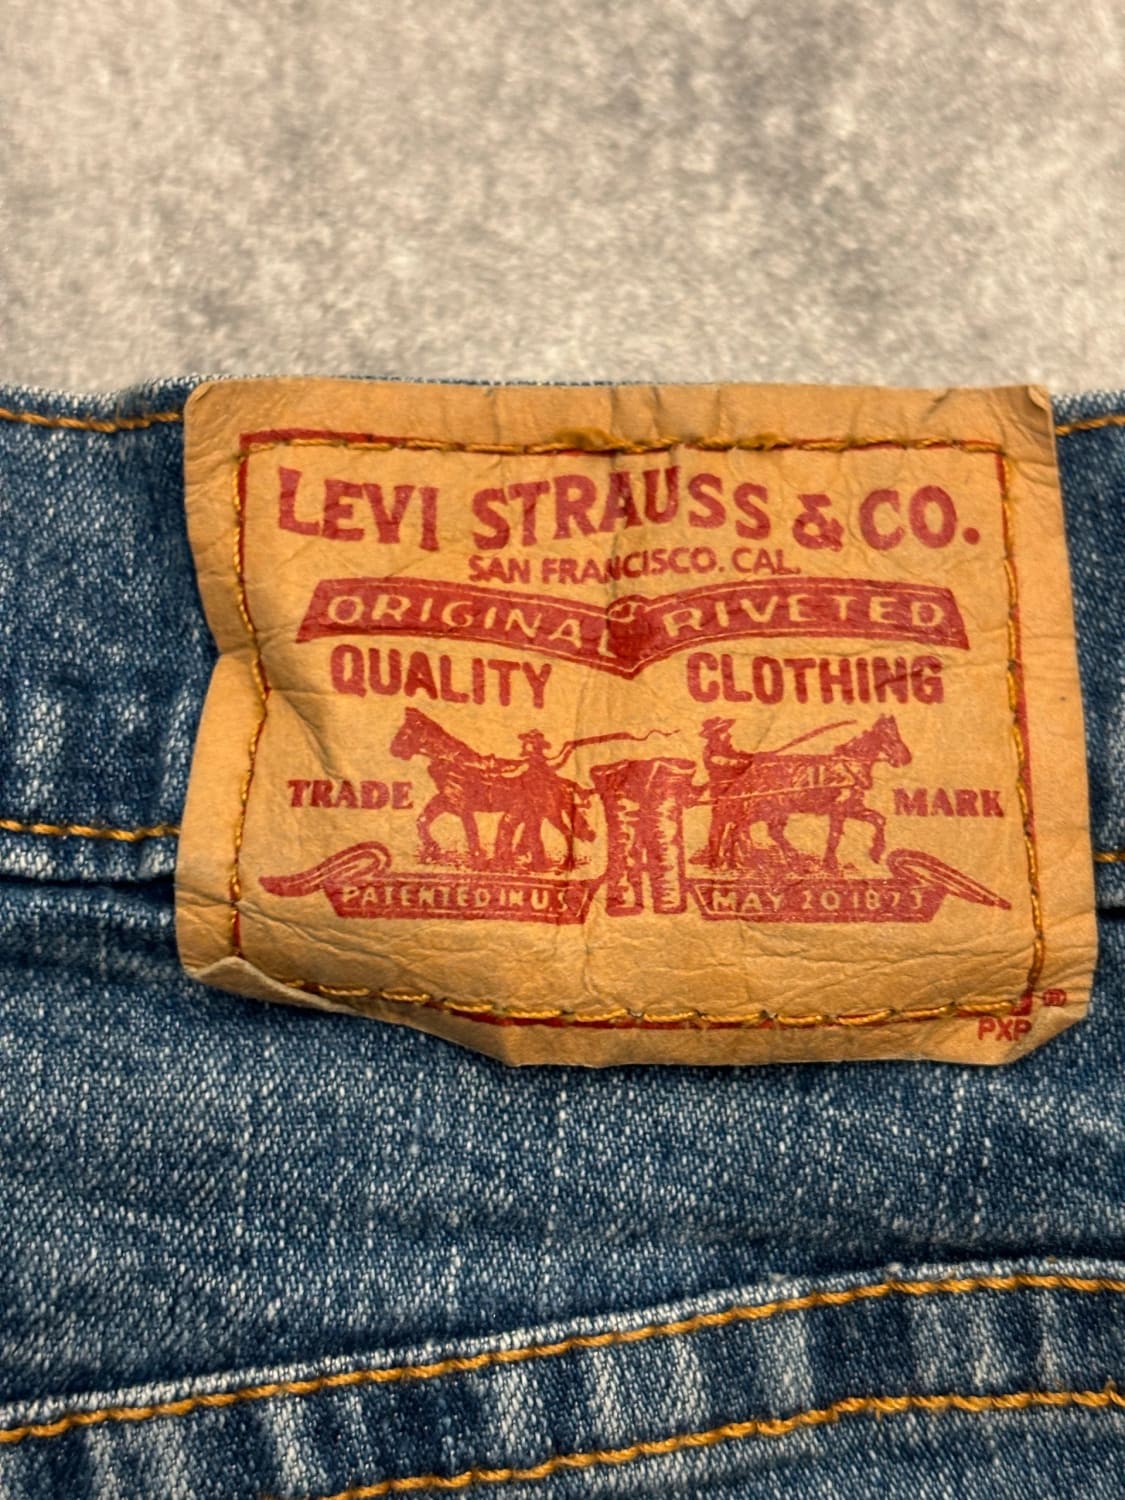 LEVI STRAUSS & CO.
SAN FRANCISCO. CAL.
ORIGINAL RIVETED
QUALITY CLOTHING
TRADE MARK
PATENTED IN U.S. MAY 20 1873
®
PXP